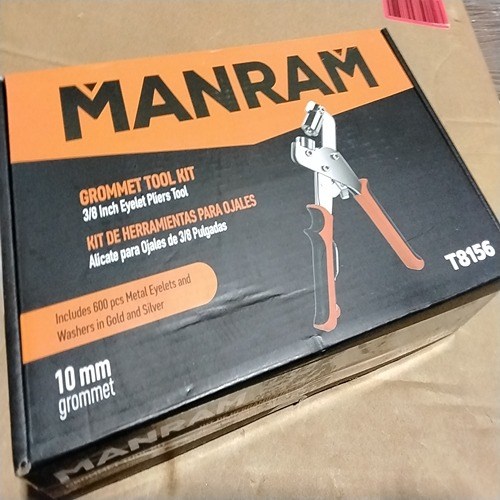 MANRAM
GROMMET TOOL KIT
3/8 Inch Eyelet Pliers Tool
KIT DE HERRAMIENTAS PARA OJALES
Alicate para Ojales de 3/8 Pulgadas
T8156
Includes 600 pcs Metal Eyelets and
Washers in Gold and Silver
10 mm
grommet
MANRAM